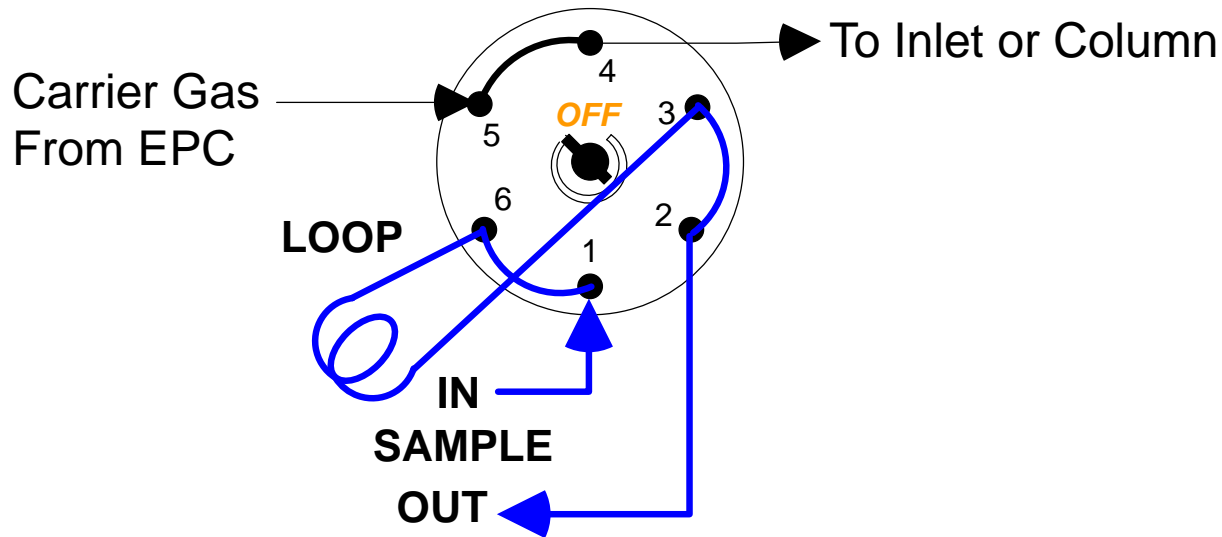 To Inlet or Column
4
Carrier Gas
From EPC
5
OFF
3
6
2
LOOP
1
IN
SAMPLE
OUT